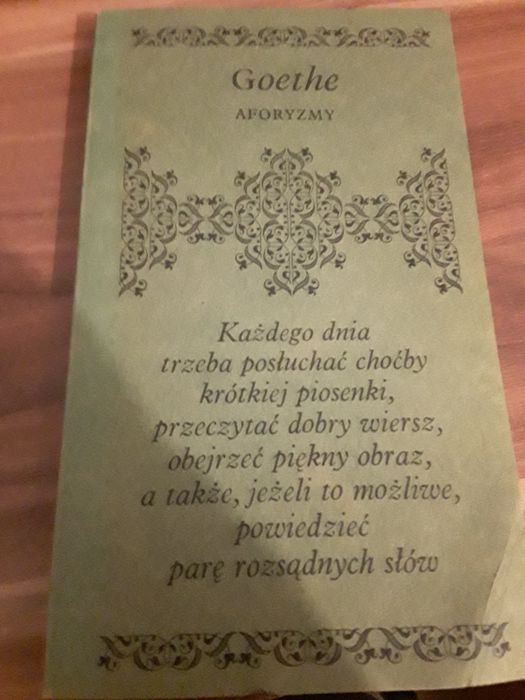 Goethe
AFORYZMY
Każdego dnia
trzeba posłuchać choćby
krótkiej piosenki,
przeczytać dobry wiersz,
obejrzeć piękny obraz,
a także, jeżeli to możliwe,
powiedzieć
parę rozsądnych słów